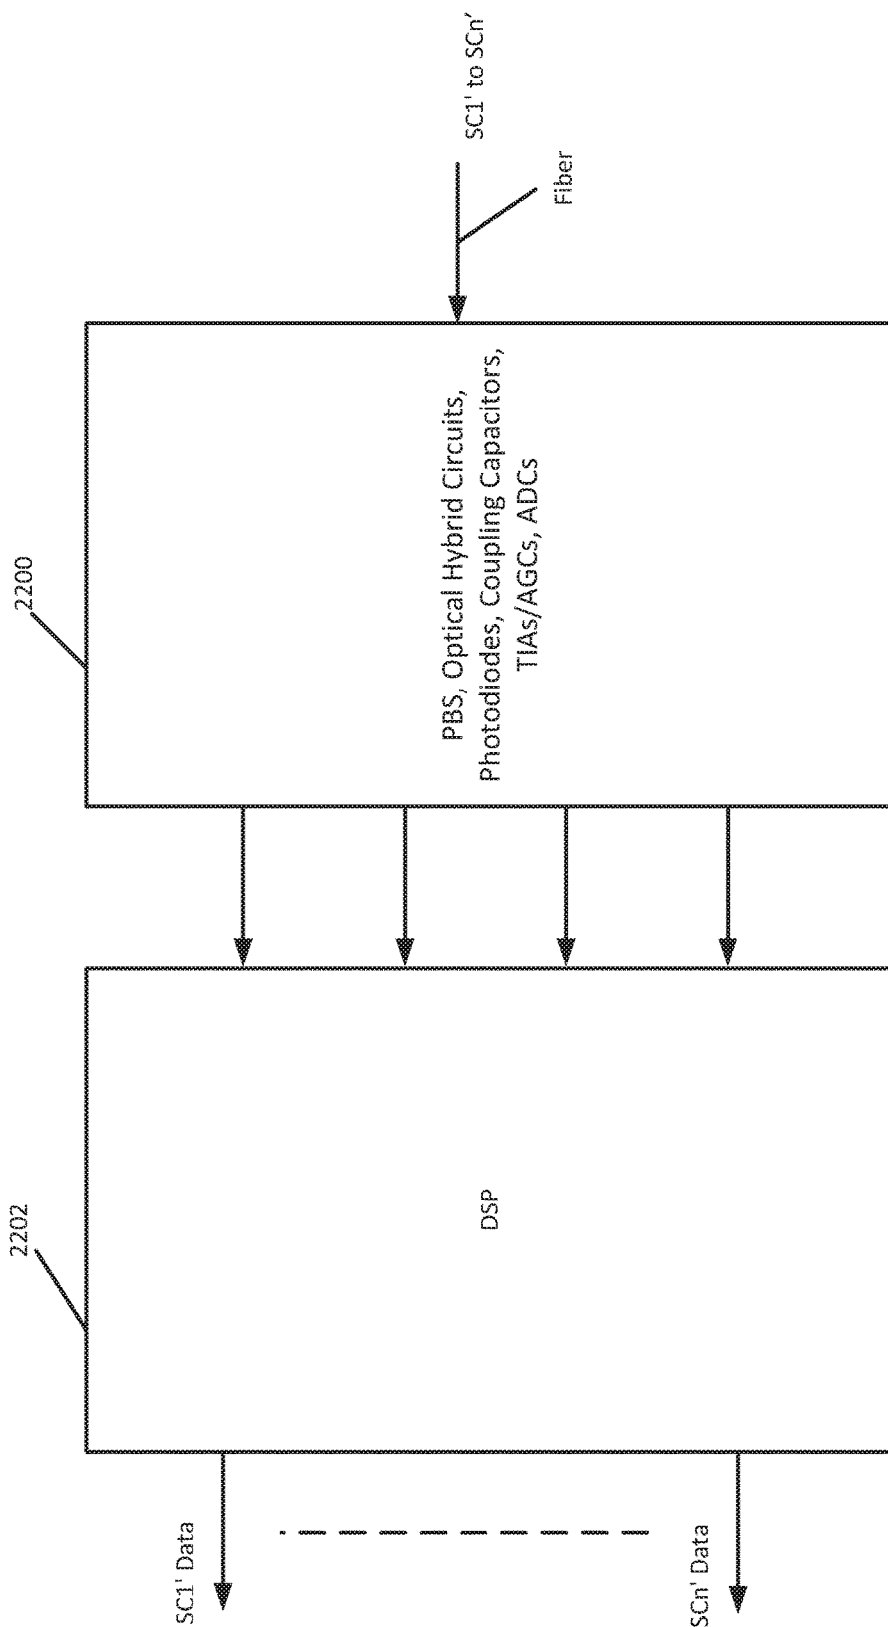 SC1' to SCn'
Fiber
2200
PBS, Optical Hybrid Circuits,
Photodiodes, Coupling Capacitors,
TIAs/AGCs, ADCs
2202
DSP
SC1' Data
SCn' Data